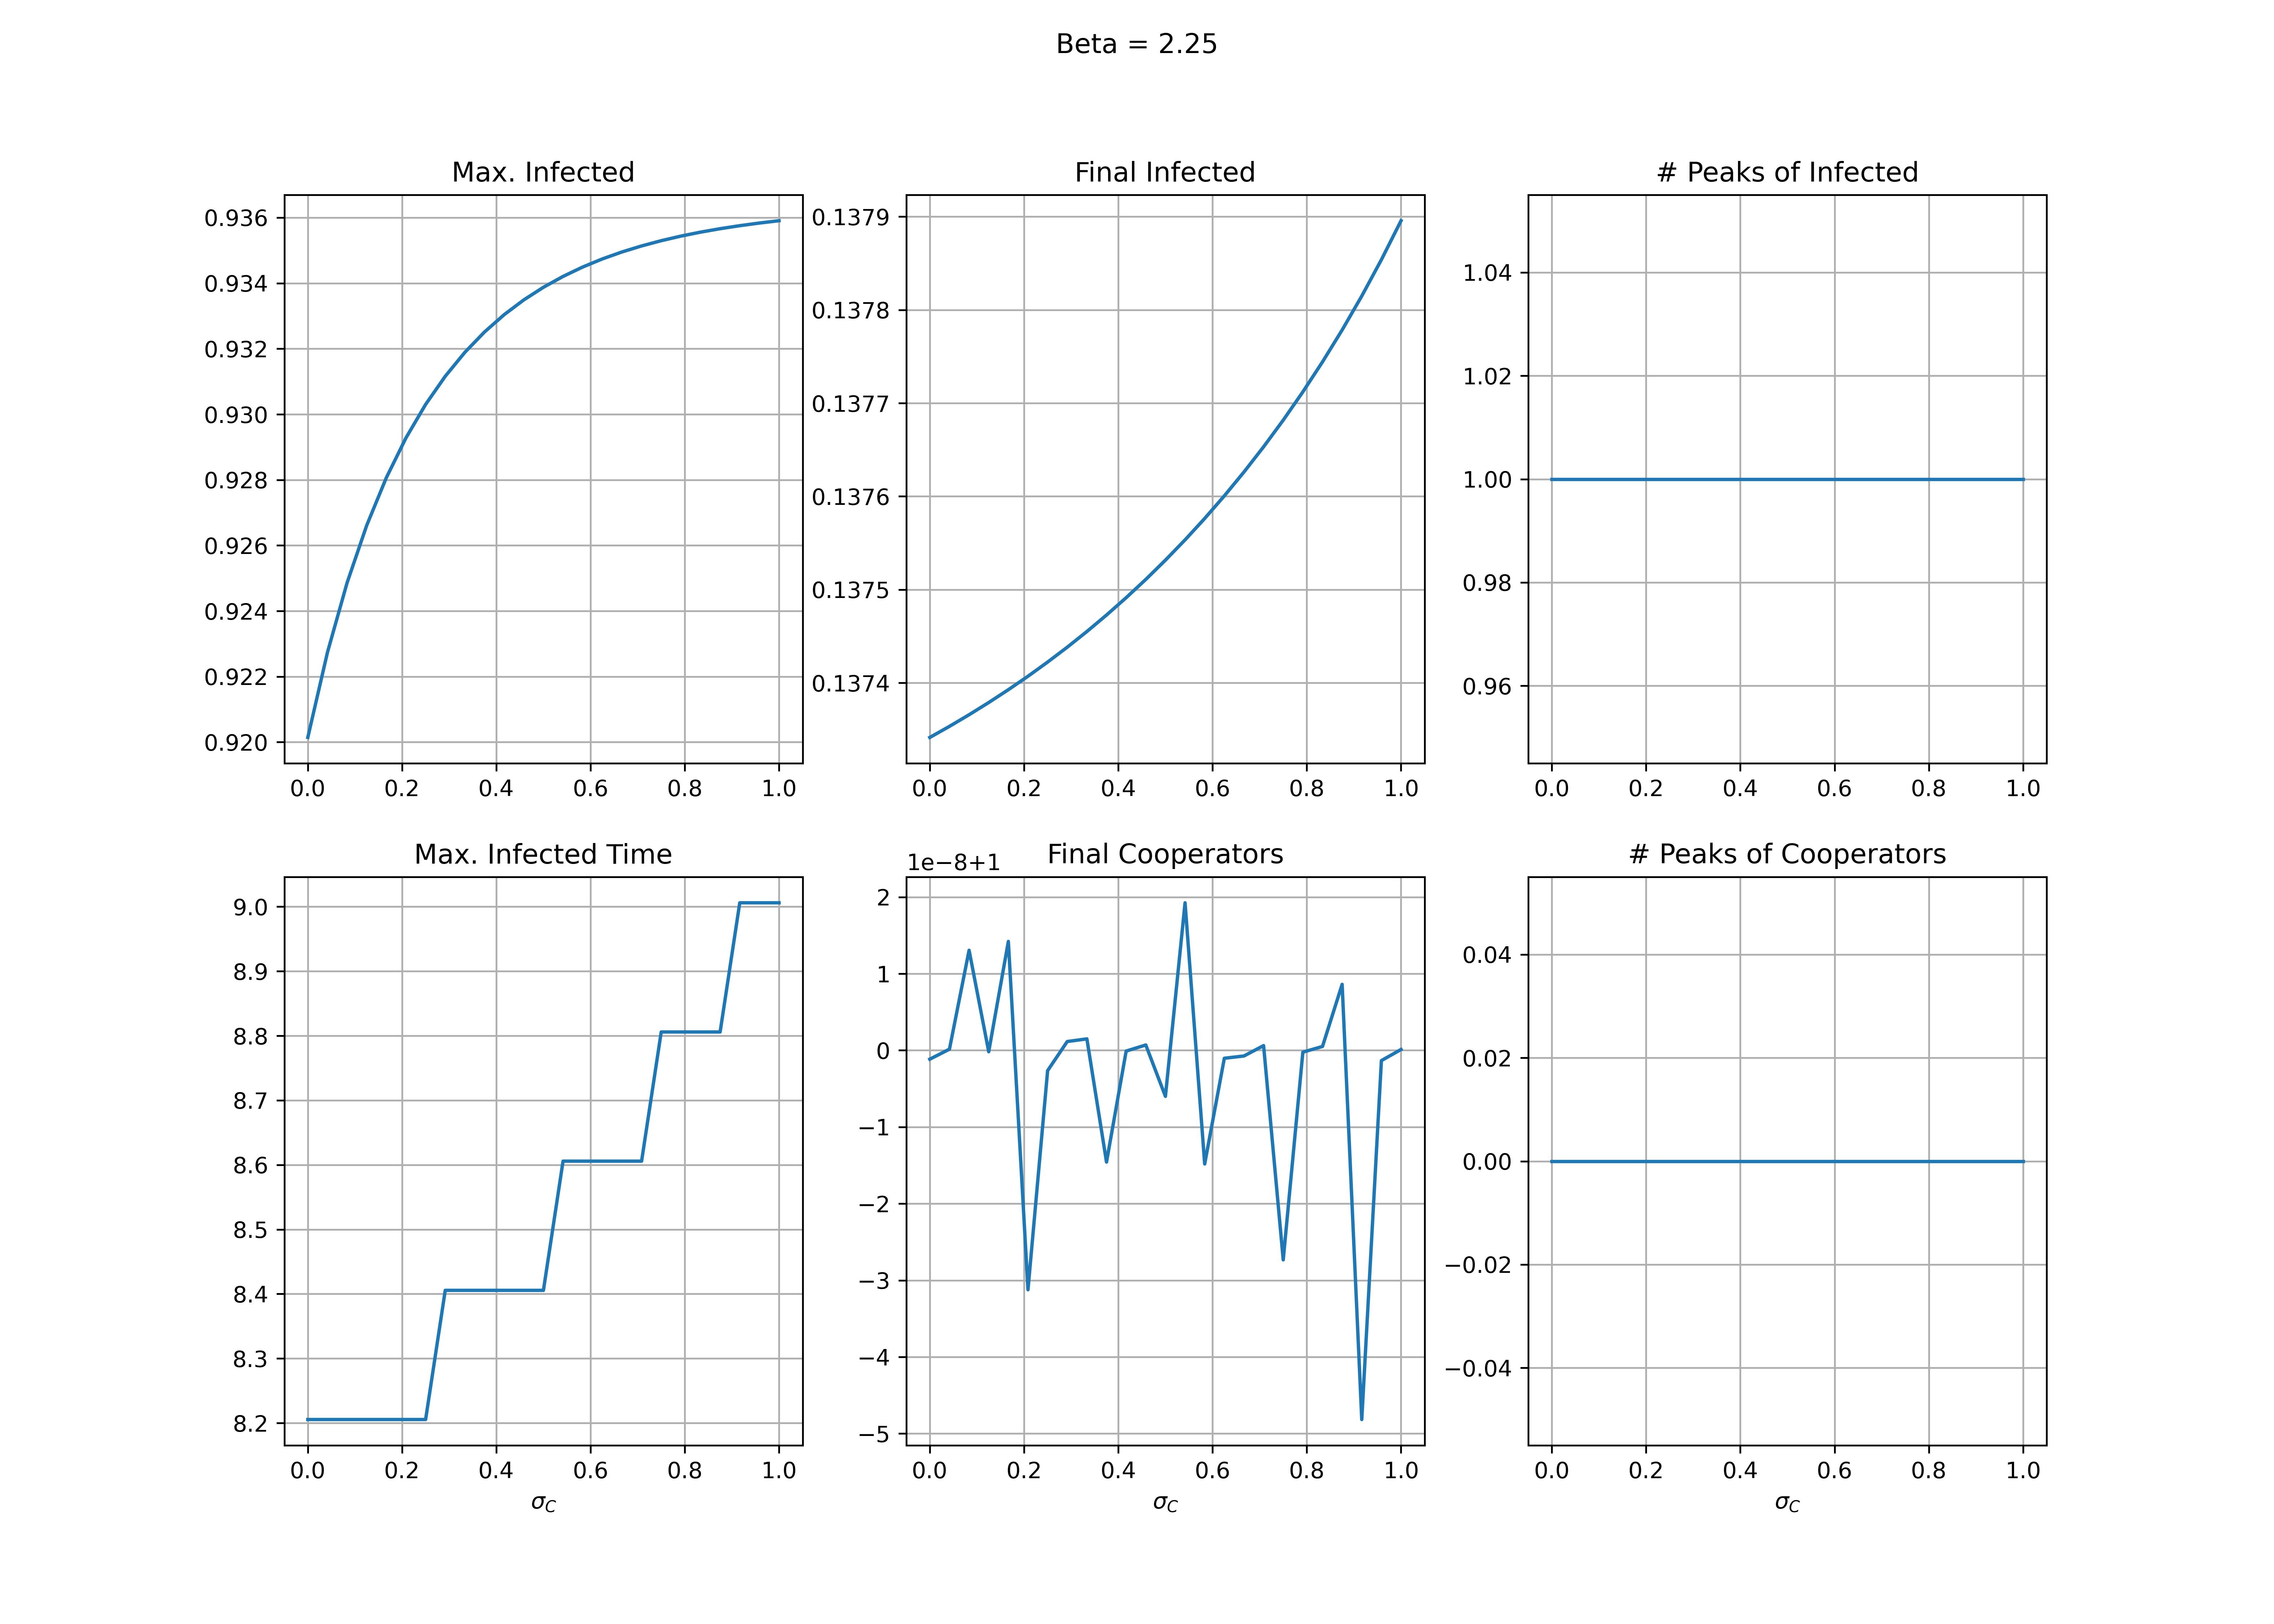 Beta = 2.25
Max. Infected
0.936
0.934
0.932
0.930
0.928
0.926
0.924
0.922
0.920
0.0 0.2 0.4 0.6 0.8 1.0
Final Infected
0.1379
0.1378
0.1377
0.1376
0.1375
0.1374
0.0 0.2 0.4 0.6 0.8 1.0
# Peaks of Infected
1.04
1.02
1.00
0.98
0.96
0.0 0.2 0.4 0.6 0.8 1.0
Max. Infected Time
9.0
8.9
8.8
8.7
8.6
8.5
8.4
8.3
8.2
0.0 0.2 0.4 0.6 0.8 1.0
σC
Final Cooperators
1e−8+1
2
1
0
−1
−2
−3
−4
−5
0.0 0.2 0.4 0.6 0.8 1.0
σC
# Peaks of Cooperators
0.04
0.02
0.00
−0.02
−0.04
0.0 0.2 0.4 0.6 0.8 1.0
σC